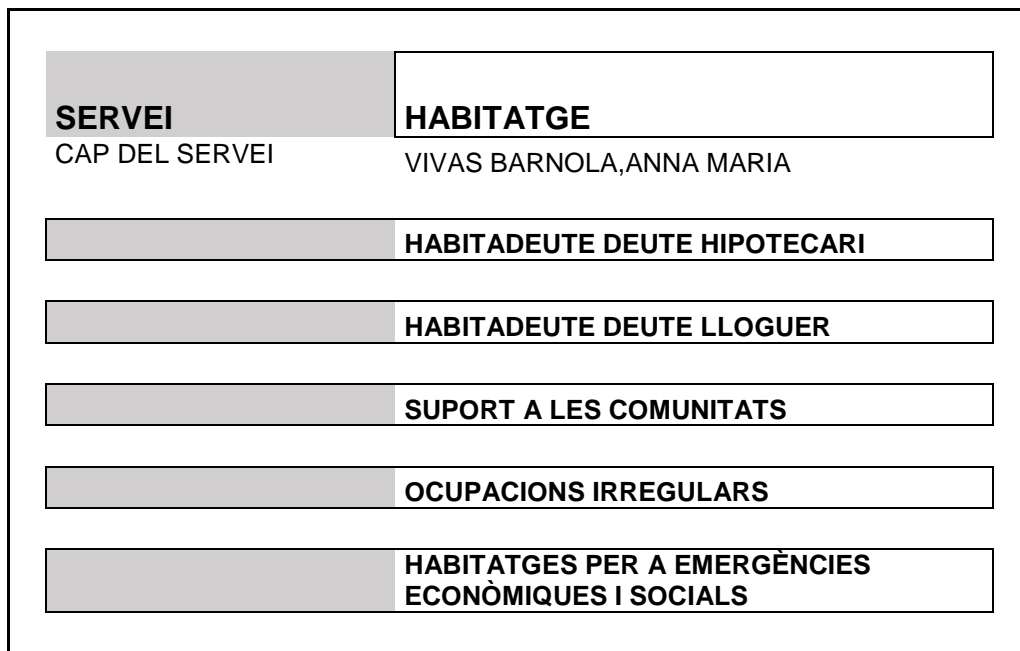 SERVEI HABITATGE
CAP DEL SERVEI VIVAS BARNOLA,ANNA MARIA
HABITADEUTE DEUTE HIPOTECARI
HABITADEUTE DEUTE LLOGUER
SUPORT A LES COMUNITATS
OCUPACIONS IRREGULARS
HABITATGES PER A EMERGÈNCIES
ECONÒMIQUES I SOCIALS